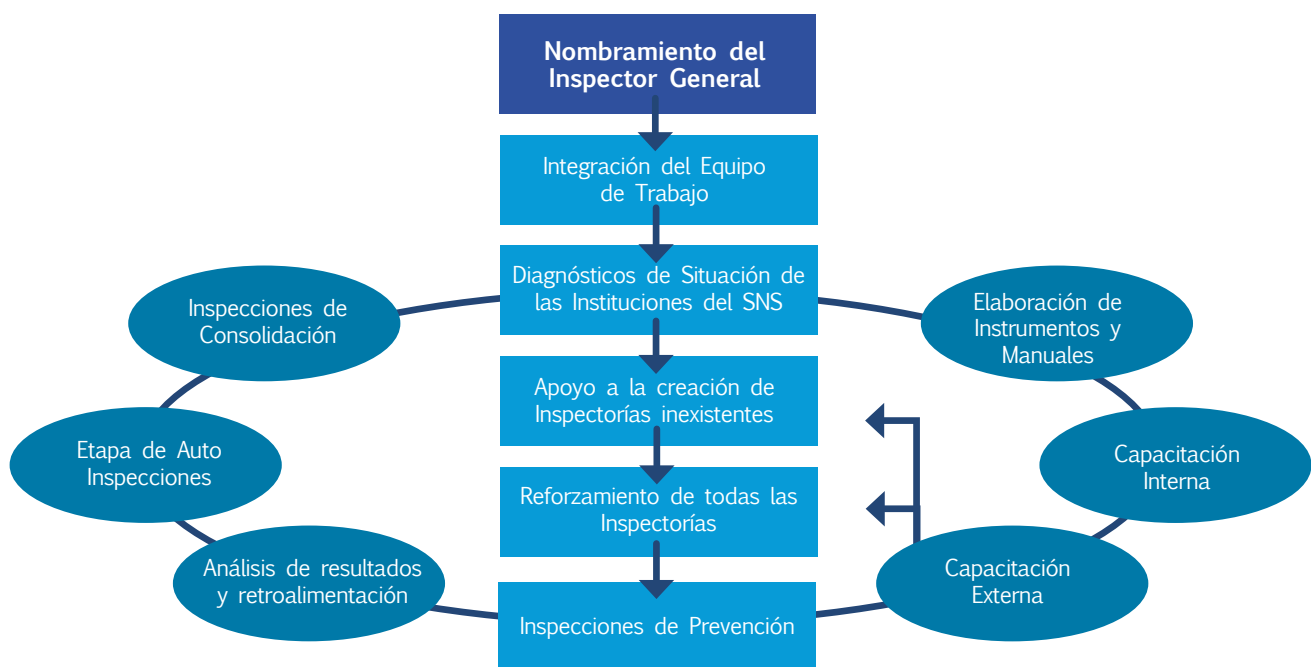 Nombramiento del
Inspector General
Integración del Equipo
de Trabajo
Diagnósticos de Situación de
las Instituciones del SNS
Apoyo a la creación de
Inspectorías inexistentes
Reforzamiento de todas las
Inspectorías
Inspecciones de Prevención
Inspecciones de
Consolidación
Etapa de Auto
Inspecciones
Análisis de resultados
y retroalimentación
Elaboración de
Instrumentos y
Manuales
Capacitación
Interna
Capacitación
Externa